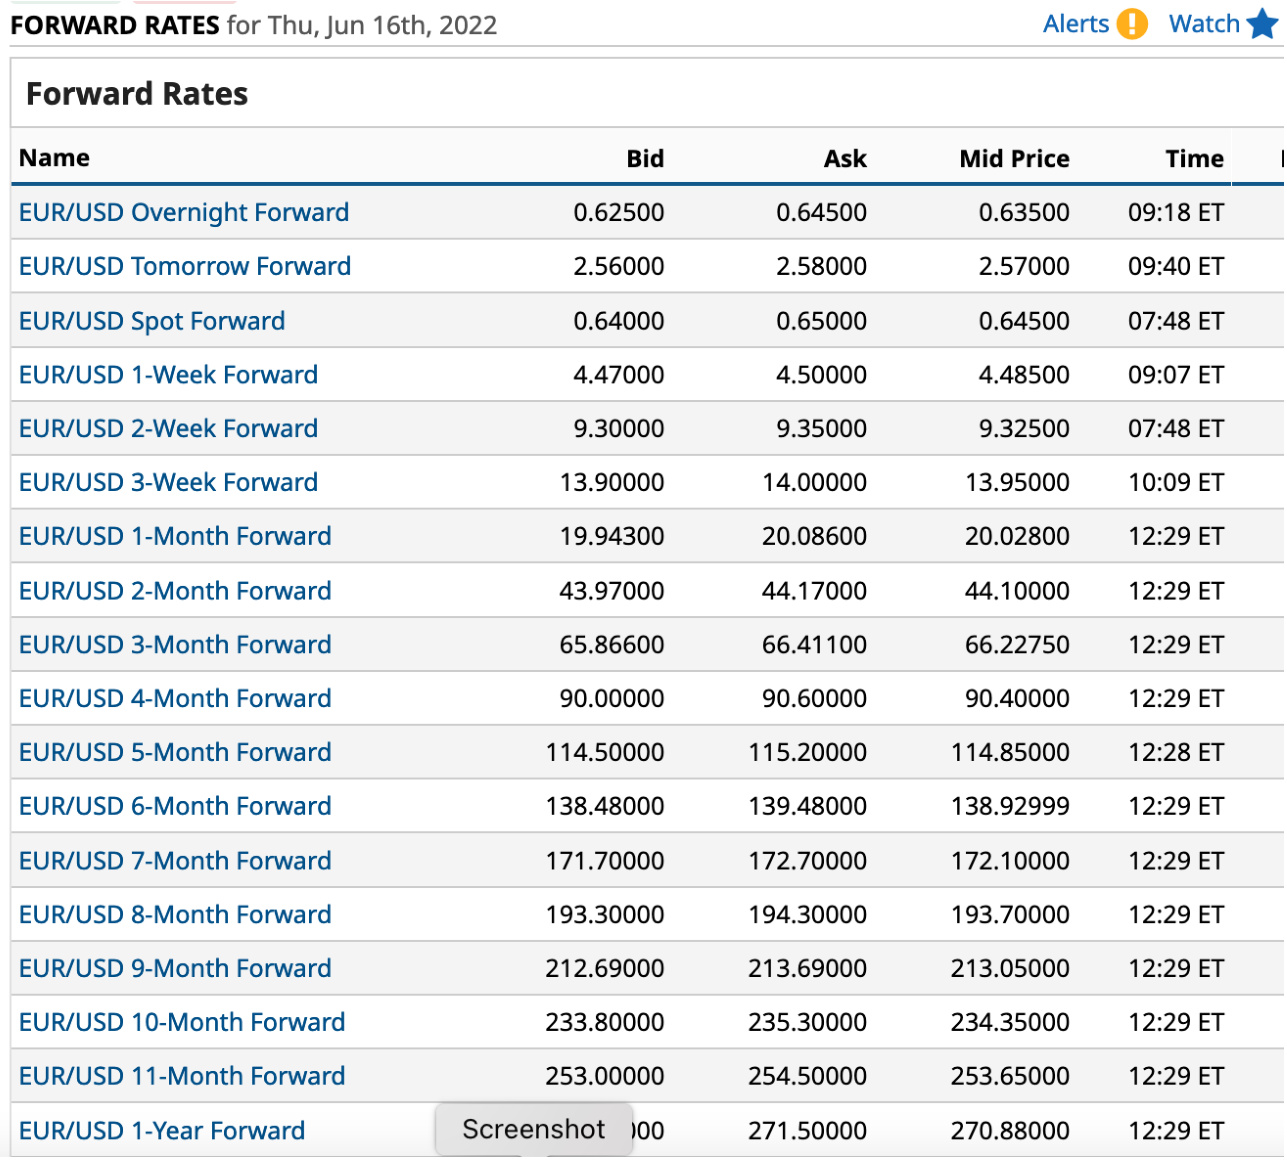 FORWARD RATES for Thu, Jun 16th, 2022 Alerts Watch
Forward Rates
Name Bid Ask Mid Price Time
EUR/USD Overnight Forward 0.62500 0.64500 0.63500 09:18 ET
EUR/USD Tomorrow Forward 2.56000 2.58000 2.57000 09:40 ET
EUR/USD Spot Forward 0.64000 0.65000 0.64500 07:48 ET
EUR/USD 1-Week Forward 4.47000 4.50000 4.48500 09:07 ET
EUR/USD 2-Week Forward 9.30000 9.35000 9.32500 07:48 ET
EUR/USD 3-Week Forward 13.90000 14.00000 13.95000 10:09 ET
EUR/USD 1-Month Forward 19.94300 20.08600 20.02800 12:29 ET
EUR/USD 2-Month Forward 43.97000 44.17000 44.10000 12:29 ET
EUR/USD 3-Month Forward 65.86600 66.41100 66.22750 12:29 ET
EUR/USD 4-Month Forward 90.00000 90.60000 90.40000 12:29 ET
EUR/USD 5-Month Forward 114.50000 115.20000 114.85000 12:28 ET
EUR/USD 6-Month Forward 138.48000 139.48000 138.92999 12:29 ET
EUR/USD 7-Month Forward 171.70000 172.70000 172.10000 12:29 ET
EUR/USD 8-Month Forward 193.30000 194.30000 193.70000 12:29 ET
EUR/USD 9-Month Forward 212.69000 213.69000 213.05000 12:29 ET
EUR/USD 10-Month Forward 233.80000 235.30000 234.35000 12:29 ET
EUR/USD 11-Month Forward 253.00000 254.50000 253.65000 12:29 ET
EUR/USD 1-Year Forward Screenshot 271.50000 270.88000 12:29 ET